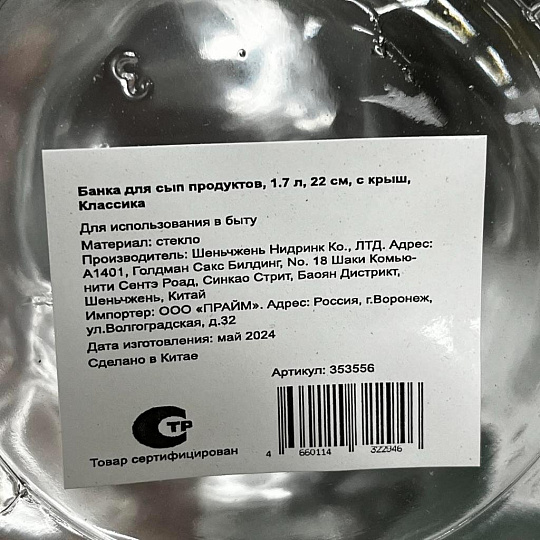 Банка для сып продуктов, 1.7 л, 22 см, с крыш,
Классика
Для использования в быту
Материал: стекло
Производитель: Шеньчжень Нидринк Ко., ЛТД. Адрес:
А1401, Голдман Сакс Билдинг, No. 18 Шаки Комью-
нити Сентэ Роад, Синкао Стрит, Баоян Дистрикт,
Шеньчжень, Китай
Импортер: ООО «ПРАЙМ». Адрес: Россия, г.Воронеж,
ул.Волгоградская, д.32
Дата изготовления: май 2024
Сделано в Китае
Артикул: 353556
СТР
Товар сертифицирован
4 660114 322946